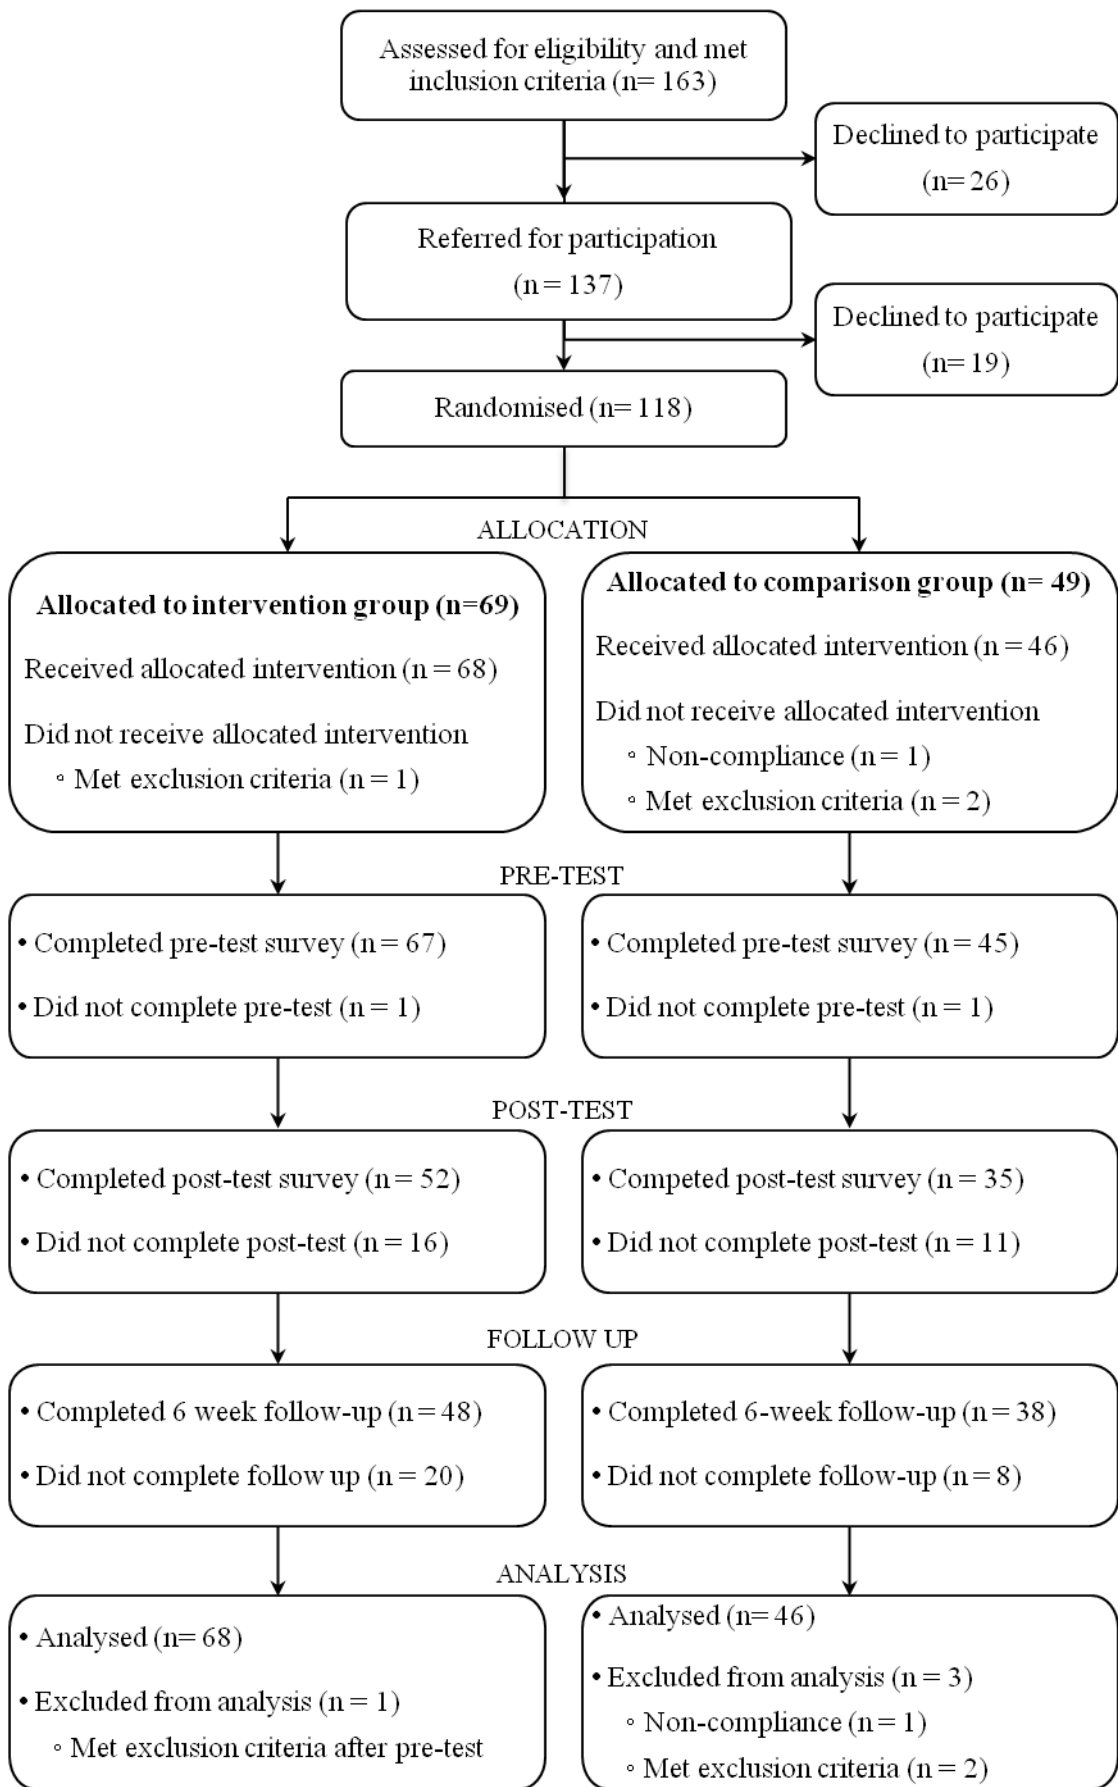 Assessed for eligibility and met
inclusion criteria (n= 163)
Declined to participate
(n= 26)
Referred for participation
(n = 137)
Declined to participate
(n= 19)
Randomised (n= 118)
ALLOCATION
Allocated to intervention group (n=69)
Received allocated intervention (n = 68)
Did not receive allocated intervention
◦ Met exclusion criteria (n = 1)
Allocated to comparison group (n= 49)
Received allocated intervention (n = 46)
Did not receive allocated intervention
◦ Non-compliance (n = 1)
◦ Met exclusion criteria (n = 2)
PRE-TEST
• Completed pre-test survey (n = 67)
• Did not complete pre-test (n = 1)
• Completed pre-test survey (n = 45)
• Did not complete pre-test (n = 1)
POST-TEST
• Completed post-test survey (n = 52)
• Did not complete post-test (n = 16)
• Competed post-test survey (n = 35)
• Did not complete post-test (n = 11)
FOLLOW UP
• Completed 6 week follow-up (n = 48)
• Did not complete follow up (n = 20)
• Completed 6-week follow-up (n = 38)
• Did not complete follow-up (n = 8)
ANALYSIS
• Analysed (n= 68)
• Excluded from analysis (n = 1)
◦ Met exclusion criteria after pre-test
• Analysed (n= 46)
• Excluded from analysis (n = 3)
◦ Non-compliance (n = 1)
◦ Met exclusion criteria (n = 2)